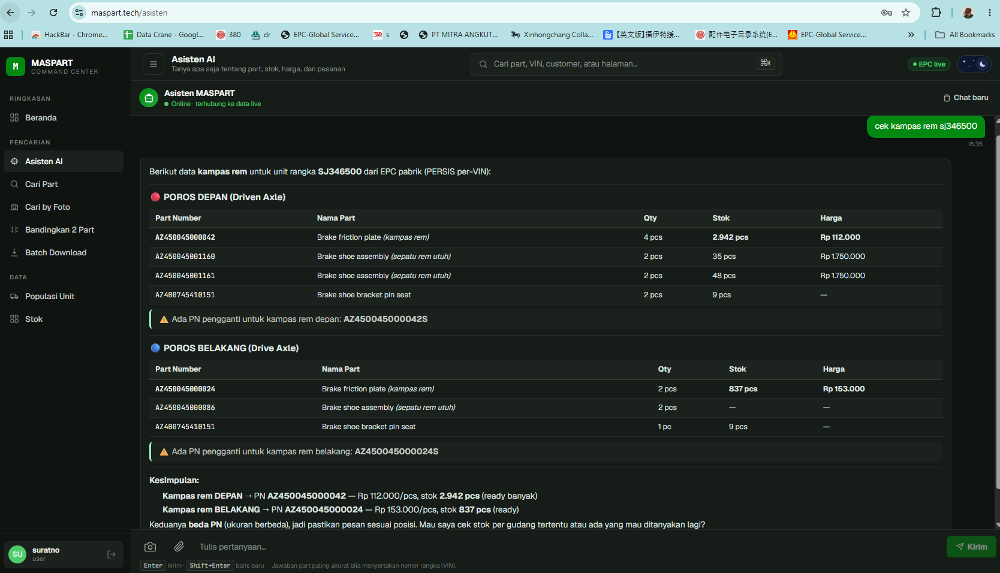 maspart.tech/asisten
HackBar - Chrome...
Data Crane - Googl...
380
dr
EPC-Global Service...
s
PT MITRA ANGKUT...
Xinhongchang Colla...
【英文版】福伊特缓...
配件电子目录系统(E...
EPC-Global Service...
»
All Bookmarks
M
MASPART
COMMAND CENTER
Asisten AI
Tanya apa saja tentang part, stok, harga, dan pesanan
Cari part, VIN, customer, atau halaman...
⌘K
EPC live
RINGKASAN
Beranda
PENCARIAN
Asisten AI
Cari Part
Cari by Foto
Bandingkan 2 Part
Batch Download
DATA
Populasi Unit
Stok
SU
suratno
user
Asisten MASPART
Online · terhubung ke data live
Chat baru
cek kampas rem sj346500
16.35
Berikut data kampas rem untuk unit rangka SJ346500 dari EPC pabrik (PERSIS per-VIN):
POROS DEPAN (Driven Axle)
Part Number Nama Part Qty Stok Harga
AZ450045000042 Brake friction plate (kampas rem) 4 pcs 2.942 pcs Rp 112.000
AZ450045001160 Brake shoe assembly (sepatu rem utuh) 2 pcs 35 pcs Rp 1.750.000
AZ450045001161 Brake shoe assembly (sepatu rem utuh) 2 pcs 48 pcs Rp 1.750.000
AZ400745410151 Brake shoe bracket pin seat 2 pcs 9 pcs —
⚠️ Ada PN pengganti untuk kampas rem depan: AZ450045000042S
POROS BELAKANG (Drive Axle)
Part Number Nama Part Qty Stok Harga
AZ450045000024 Brake friction plate (kampas rem) 2 pcs 837 pcs Rp 153.000
AZ450045000086 Brake shoe assembly (sepatu rem utuh) 2 pcs — —
AZ400745410151 Brake shoe bracket pin seat 1 pc 9 pcs —
⚠️ Ada PN pengganti untuk kampas rem belakang: AZ450045000024S
Kesimpulan:
Kampas rem DEPAN → PN AZ450045000042 — Rp 112.000/pcs, stok 2.942 pcs (ready banyak)
Kampas rem BELAKANG → PN AZ450045000024 — Rp 153.000/pcs, stok 837 pcs (ready)
Keduanya beda PN (ukuran berbeda), jadi pastikan pesan sesuai posisi. Mau saya cek stok per gudang tertentu atau ada yang mau ditanyakan lagi?
Tulis pertanyaan...
Kirim
Enter kirim · Shift+Enter baris baru Jawaban part paling akurat bila menyertakan nomor rangka (VIN).